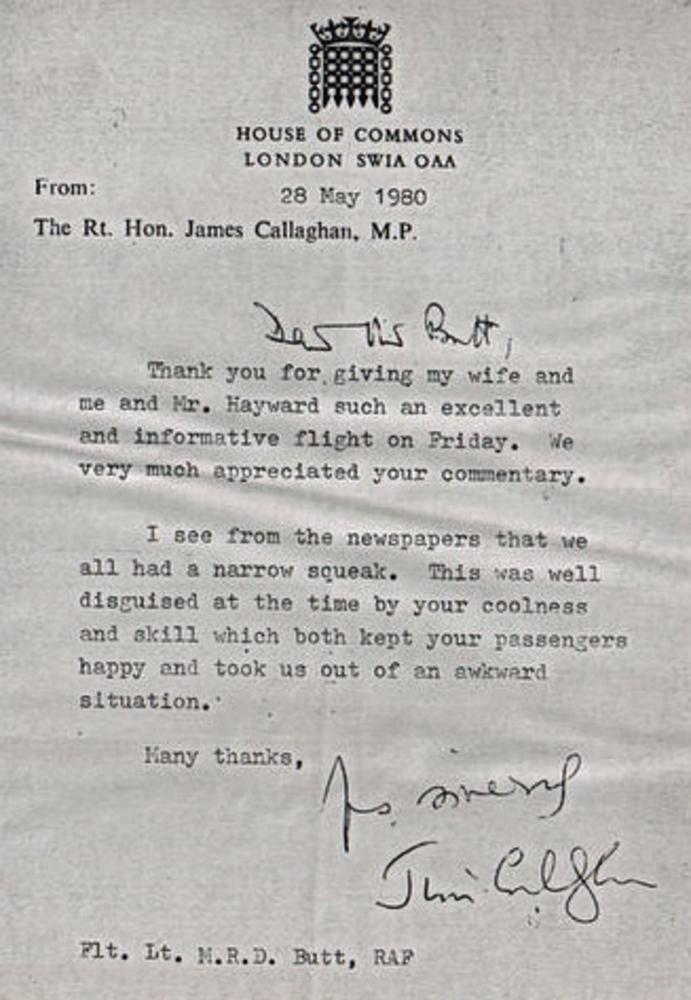 HOUSE OF COMMONS
LONDON SW1A 0AA
From:
28 May 1980
The Rt. Hon. James Callaghan, M.P.
Dear Mr Butt,
Thank you for giving my wife and
me and Mr. Hayward such an excellent
and informative flight on Friday. We
very much appreciated your commentary.
I see from the newspapers that we
all had a narrow squeak. This was well
disguised at the time by your coolness
and skill which both kept your passengers
happy and took us out of an awkward
situation.
Many thanks,
Yrs. sincerely
Jim Callaghan
Flt. Lt. M.R.D. Butt, RAF